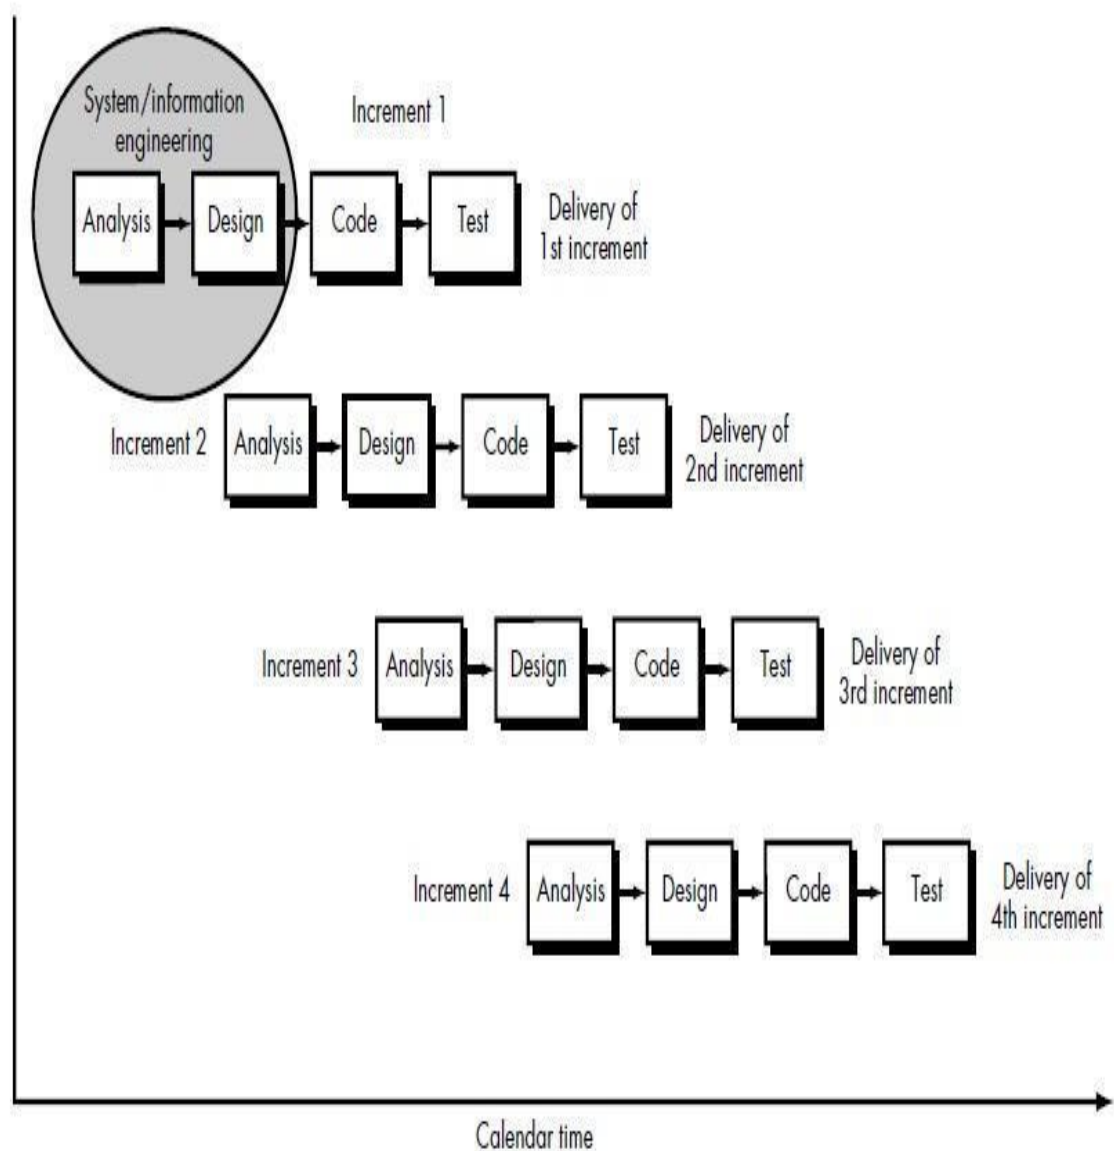 System/information
engineering
Increment 1
Analysis
Design
Code
Test
Delivery of
1st increment
Increment 2
Analysis
Design
Code
Test
Delivery of
2nd increment
Increment 3
Analysis
Design
Code
Test
Delivery of
3rd increment
Increment 4
Analysis
Design
Code
Test
Delivery of
4th increment
Calendar time